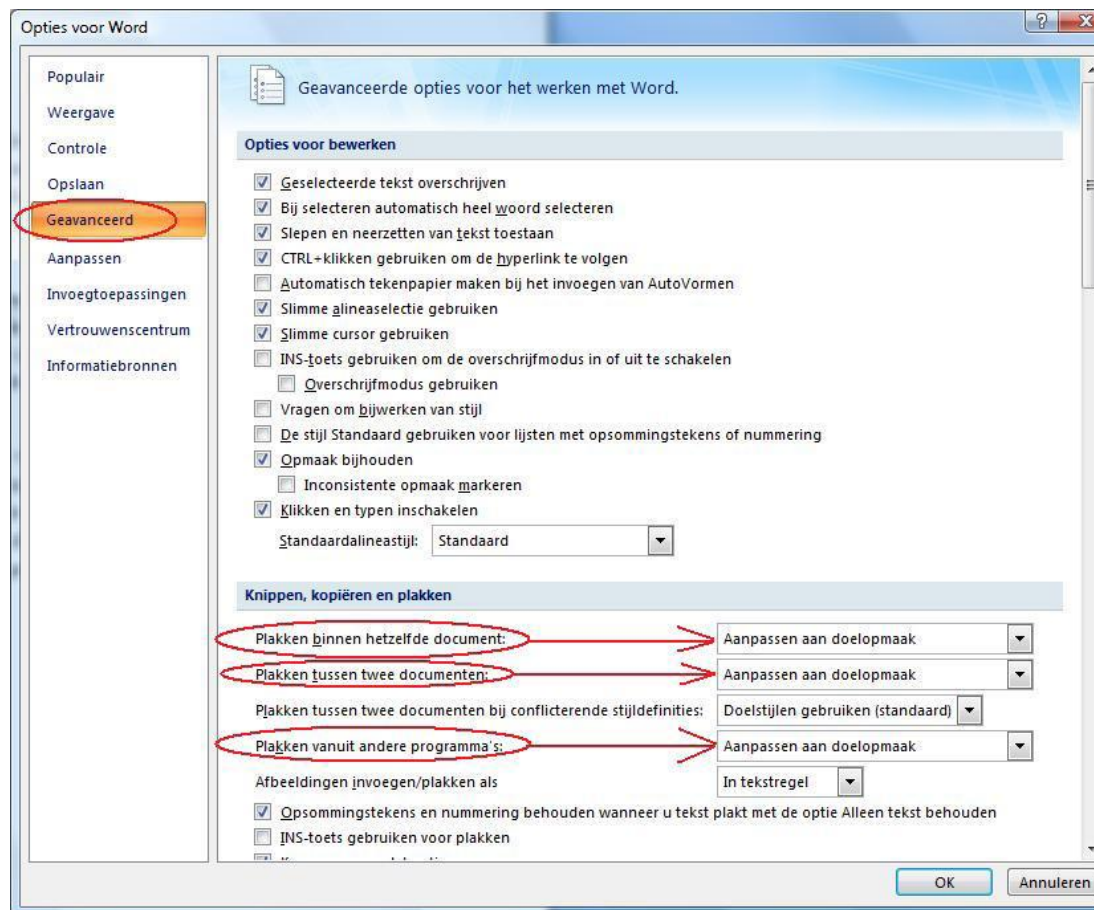 Opties voor Word
Populair
Weergave
Controle
Opslaan
Geavanceerd
Aanpassen
Invoegtoepassingen
Vertrouwenscentrum
Informatiebronnen
Geavanceerde opties voor het werken met Word.
Opties voor bewerken
Geselecteerde tekst overschrijven
Bij selecteren automatisch heel woord selecteren
Slepen en neerzetten van tekst toestaan
CTRL+klikken gebruiken om de hyperlink te volgen
Automatisch tekenpapier maken bij het invoegen van AutoVormen
Slimme alineaselectie gebruiken
Slimme cursor gebruiken
INS-toets gebruiken om de overschrijfmodus in of uit te schakelen
Overschrijfmodus gebruiken
Vragen om bijwerken van stijl
De stijl Standaard gebruiken voor lijsten met opsommingstekens of nummering
Opmaak bijhouden
Inconsistente opmaak markeren
Klikken en typen inschakelen
Standaardalineastijl: Standaard
Knippen, kopiëren en plakken
Plakken binnen hetzelfde document: Aanpassen aan doelopmaak
Plakken tussen twee documenten: Aanpassen aan doelopmaak
Plakken tussen twee documenten bij conflicterende stijldefinities: Doelstijlen gebruiken (standaard)
Plakken vanuit andere programma's: Aanpassen aan doelopmaak
Afbeeldingen invoegen/plakken als In tekstregel
Opsommingstekens en nummering behouden wanneer u tekst plakt met de optie Alleen tekst behouden
INS-toets gebruiken voor plakken
OK Annuleren